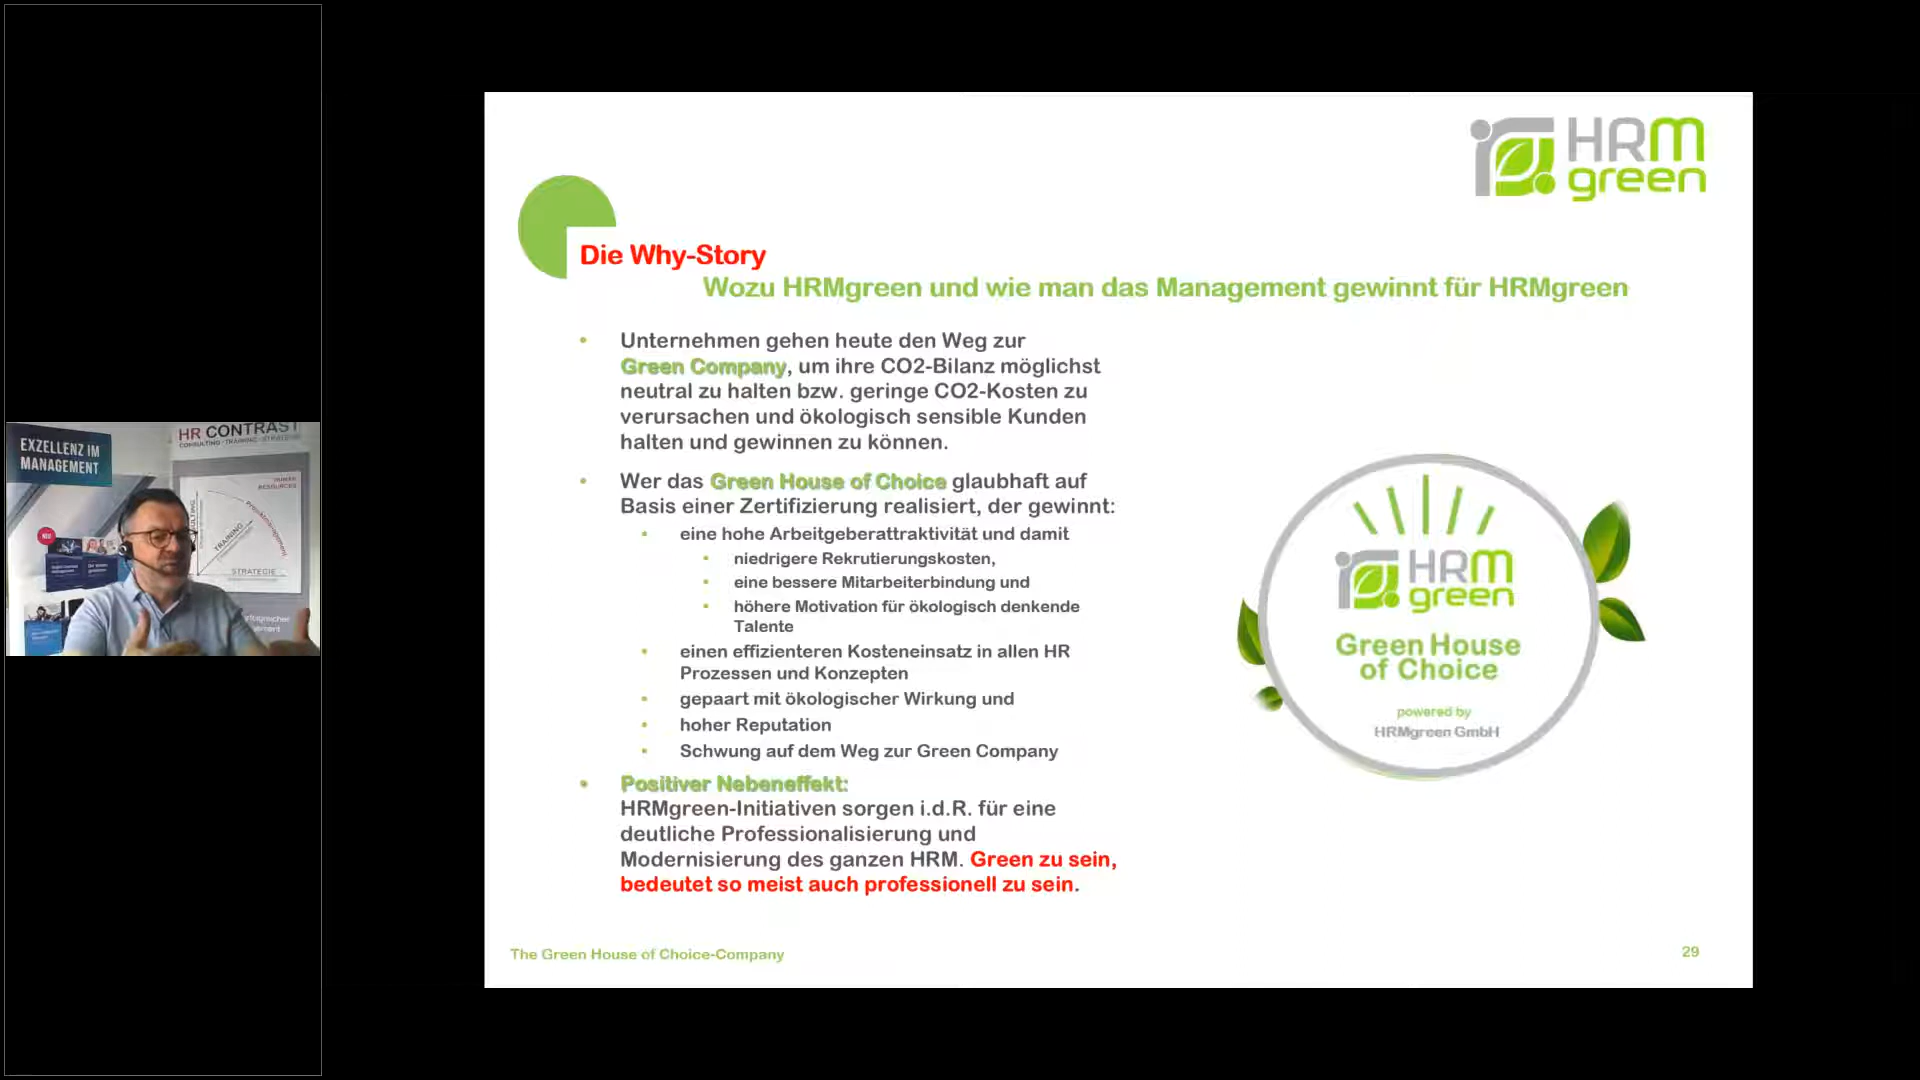 EXZELLENZ IM
MANAGEMENT
HR CONTRAST
HUMAN
RESOURCES
TRAINING
STRATEGIE
HRM
green
Die Why-Story
Wozu HRMgreen und wie man das Management gewinnt für HRMgreen
• Unternehmen gehen heute den Weg zur
Green Company, um ihre CO2-Bilanz möglichst
neutral zu halten bzw. geringe CO2-Kosten zu
verursachen und ökologisch sensible Kunden
halten und gewinnen zu können.
• Wer das Green House of Choice glaubhaft auf
Basis einer Zertifizierung realisiert, der gewinnt:
• eine hohe Arbeitgeberattraktivität und damit
• niedrigere Rekrutierungskosten,
• eine bessere Mitarbeiterbindung und
• höhere Motivation für ökologisch denkende
Talente
• einen effizienteren Kosteneinsatz in allen HR
Prozessen und Konzepten
• gepaart mit ökologischer Wirkung und
• hoher Reputation
• Schwung auf dem Weg zur Green Company
• Positiver Nebeneffekt:
HRMgreen-Initiativen sorgen i.d.R. für eine
deutliche Professionalisierung und
Modernisierung des ganzen HRM. Green zu sein,
bedeutet so meist auch professionell zu sein.
HRM
green
Green House
of Choice
powered by
HRMgreen GmbH
The Green House of Choice-Company
29